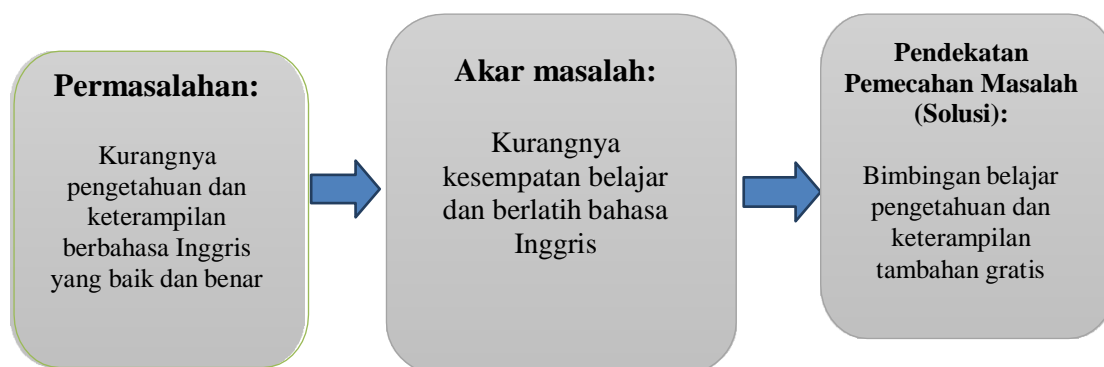 Permasalahan:
Kurangnya
pengetahuan dan
keterampilan
berbahasa Inggris
yang baik dan benar
Akar masalah:
Kurangnya
kesempatan belajar
dan berlatih bahasa
Inggris
Pendekatan
Pemecahan Masalah
(Solusi):
Bimbingan belajar
pengetahuan dan
keterampilan
tambahan gratis